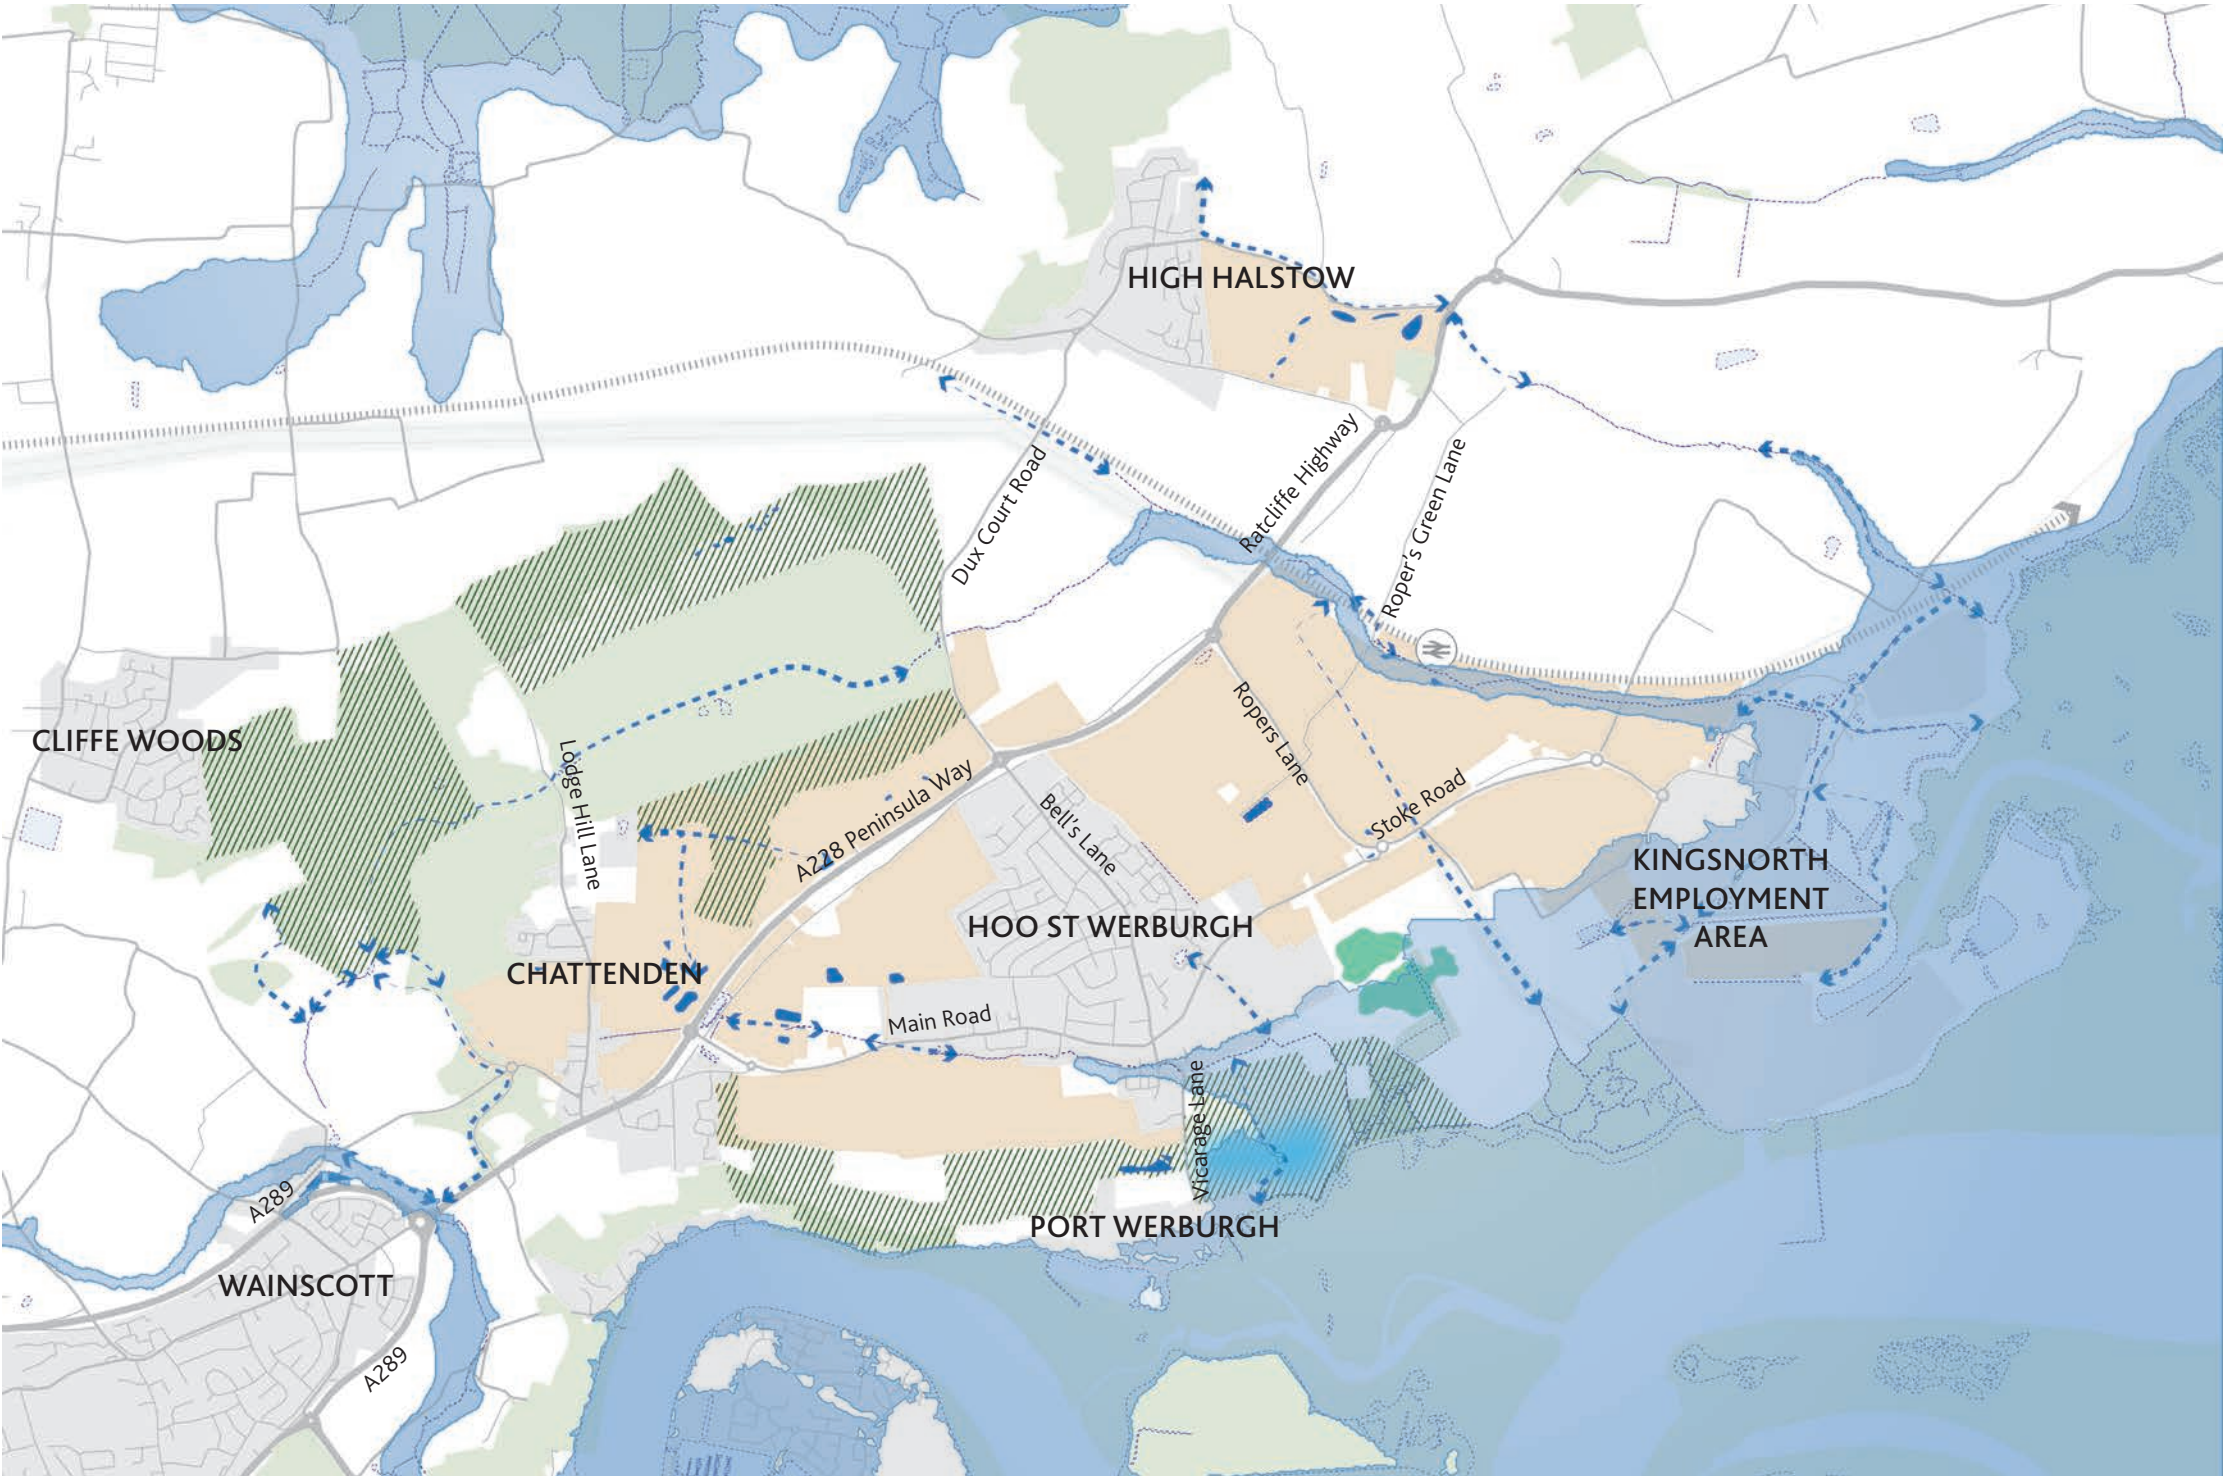 HIGH HALSTOW
Ratcliffe Highway
Roper's Green Lane
Dux Court Road
CLIFFE WOODS
Lodge Hill Lane
Ropers Lane
A228 Peninsula Way
Bell's Lane
Stoke Road
KINGSNORTH
EMPLOYMENT
AREA
HOO ST WERBURGH
CHATTENDEN
Main Road
Vicarage Lane
A289
PORT WERBURGH
WAINSCOTT
A289